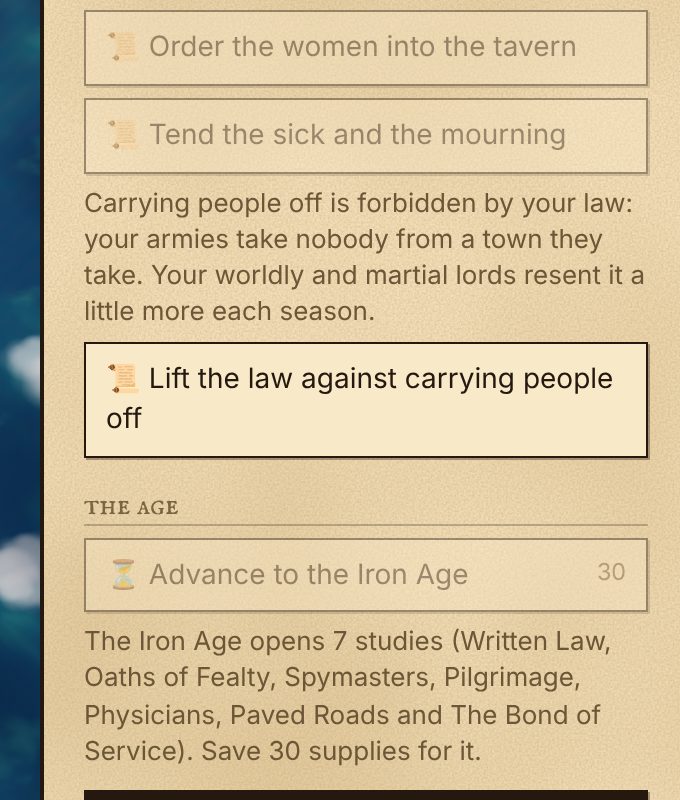 Order the women into the tavern
Tend the sick and the mourning
Carrying people off is forbidden by your law:
your armies take nobody from a town they
take. Your worldly and martial lords resent it a
little more each season.
Lift the law against carrying people
off
THE AGE
Advance to the Iron Age 30
The Iron Age opens 7 studies (Written Law,
Oaths of Fealty, Spymasters, Pilgrimage,
Physicians, Paved Roads and The Bond of
Service). Save 30 supplies for it.